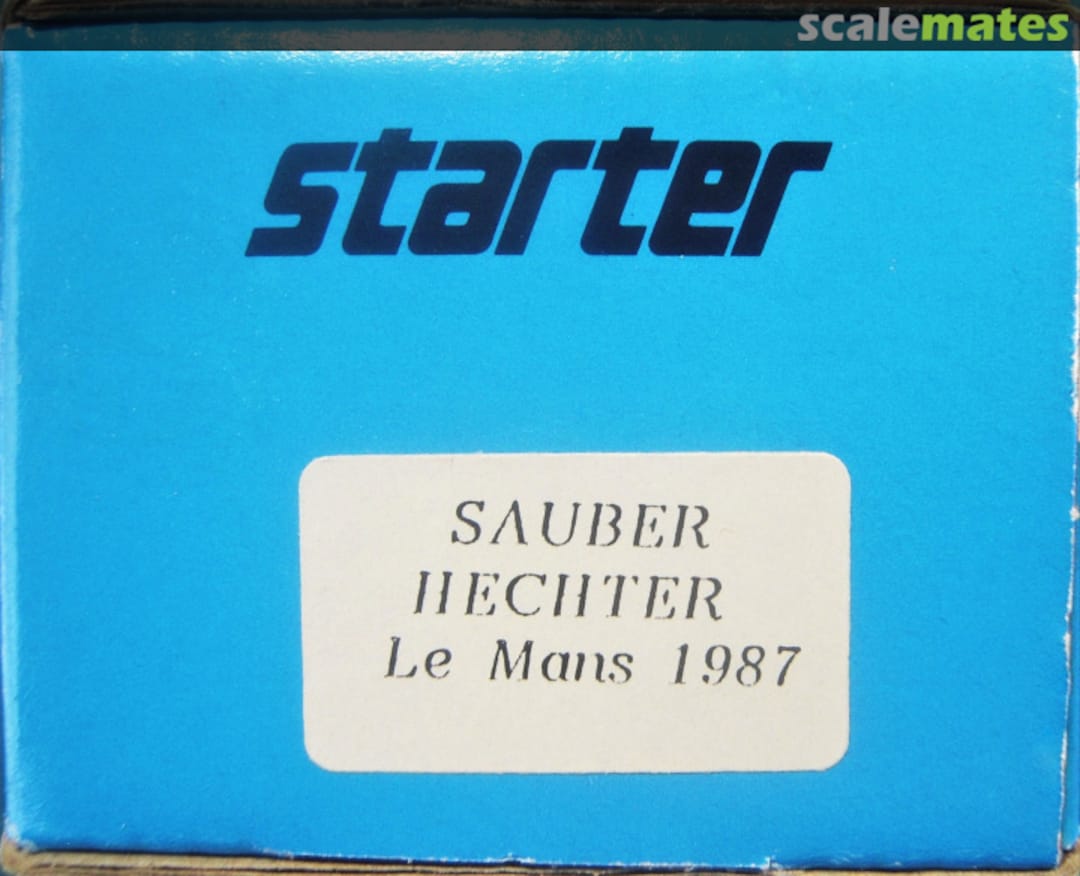 scalemates
starter
SAUBER
HECHTER
Le Mans 1987